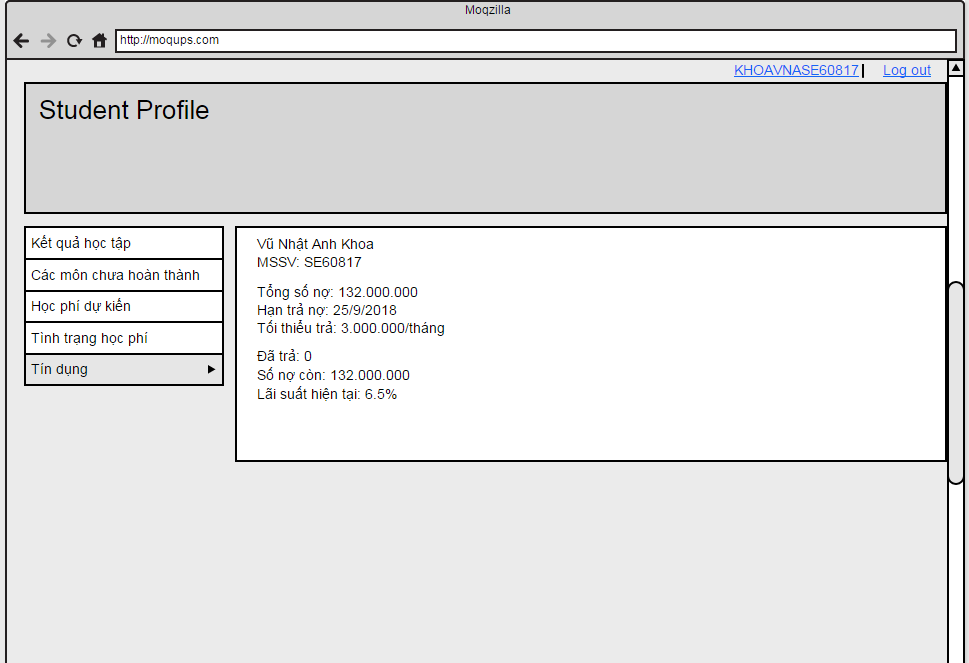 Moqzilla
http://moqups.com
KHOAVNASE60817 Log out
Student Profile
Kết quả học tập
Các môn chưa hoàn thành
Học phí dự kiến
Tình trạng học phí
Tín dụng
Vũ Nhật Anh Khoa
MSSV: SE60817
Tổng số nợ: 132.000.000
Hạn trả nợ: 25/9/2018
Tối thiểu trả: 3.000.000/tháng
Đã trả: 0
Số nợ còn: 132.000.000
Lãi suất hiện tại: 6.5%